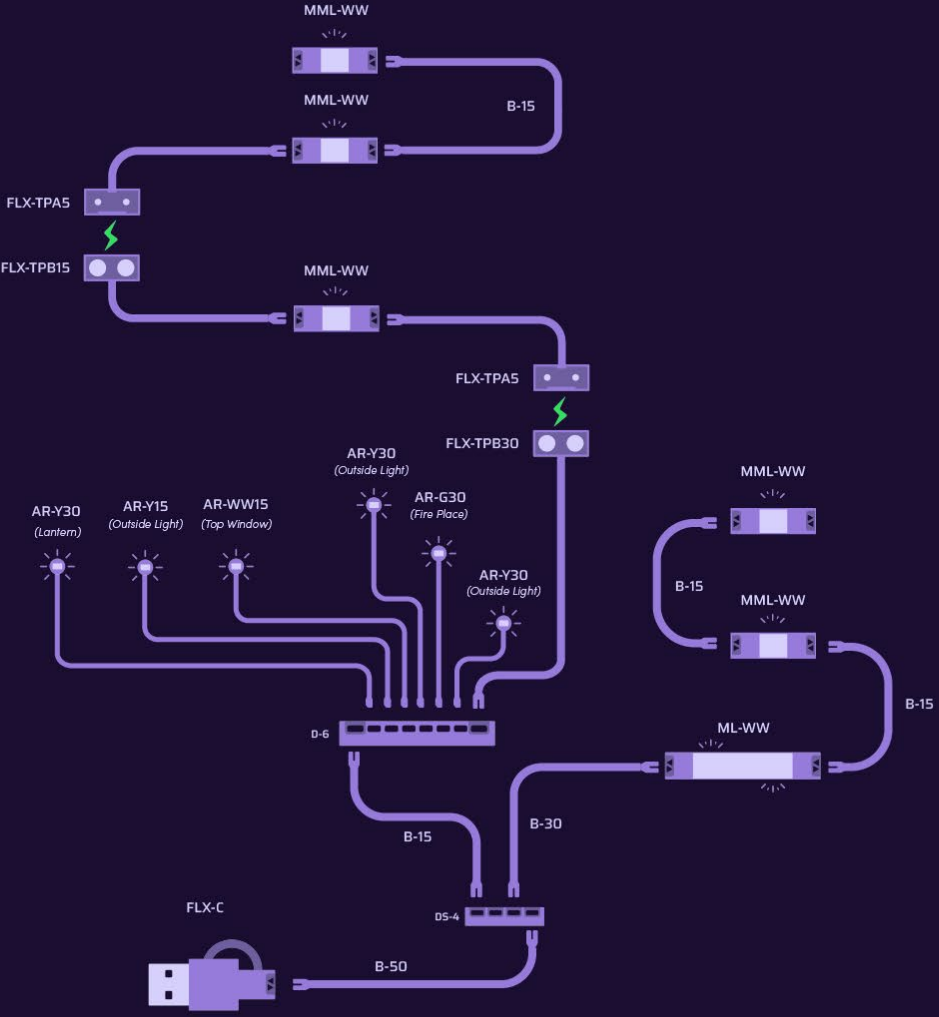 MML-WW
B-15
MML-WW
FLX-TPA5
FLX-TPB15
MML-WW
FLX-TPA5
FLX-TPB30
AR-Y30
(Outside Light)
MML-WW
AR-G30
(Fire Place)
AR-WW15
(Top Window)
AR-Y15
(Outside Light)
AR-Y30
(Lantern)
AR-Y30
(Outside Light)
B-15
MML-WW
B-15
ML-WW
D-6
B-30
B-15
FLX-C
DS-4
B-50